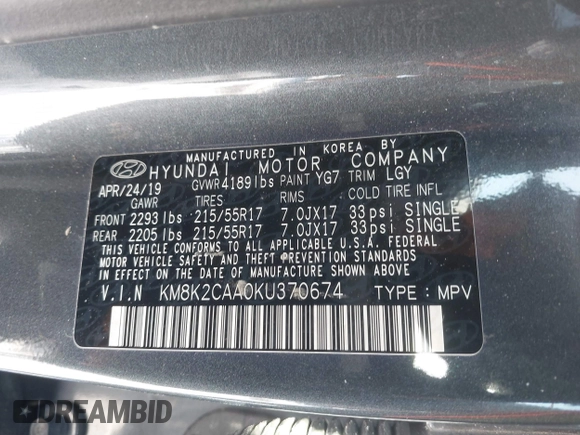 MANUFACTURED IN KOREA BY
HYUNDAI MOTOR COMPANY
APR/24/19 GVWR 4189 lbs PAINT YG7 TRIM LGY
GAWR TIRES RIMS COLD TIRE INFL
FRONT 2293 lbs 215/55R17 7.0JX17 33psi SINGLE
REAR 2205 lbs 215/55R17 7.0JX17 33psi SINGLE
THIS VEHICLE CONFORMS TO ALL APPLICABLE U.S.A. FEDERAL
MOTOR VEHICLE SAFETY AND THEFT PREVENTION STANDARDS
IN EFFECT ON THE DATE OF MANUFACTURE SHOWN ABOVE.
V.I.N KM8K2CAA0KU370674 TYPE : MPV
DREAMBID